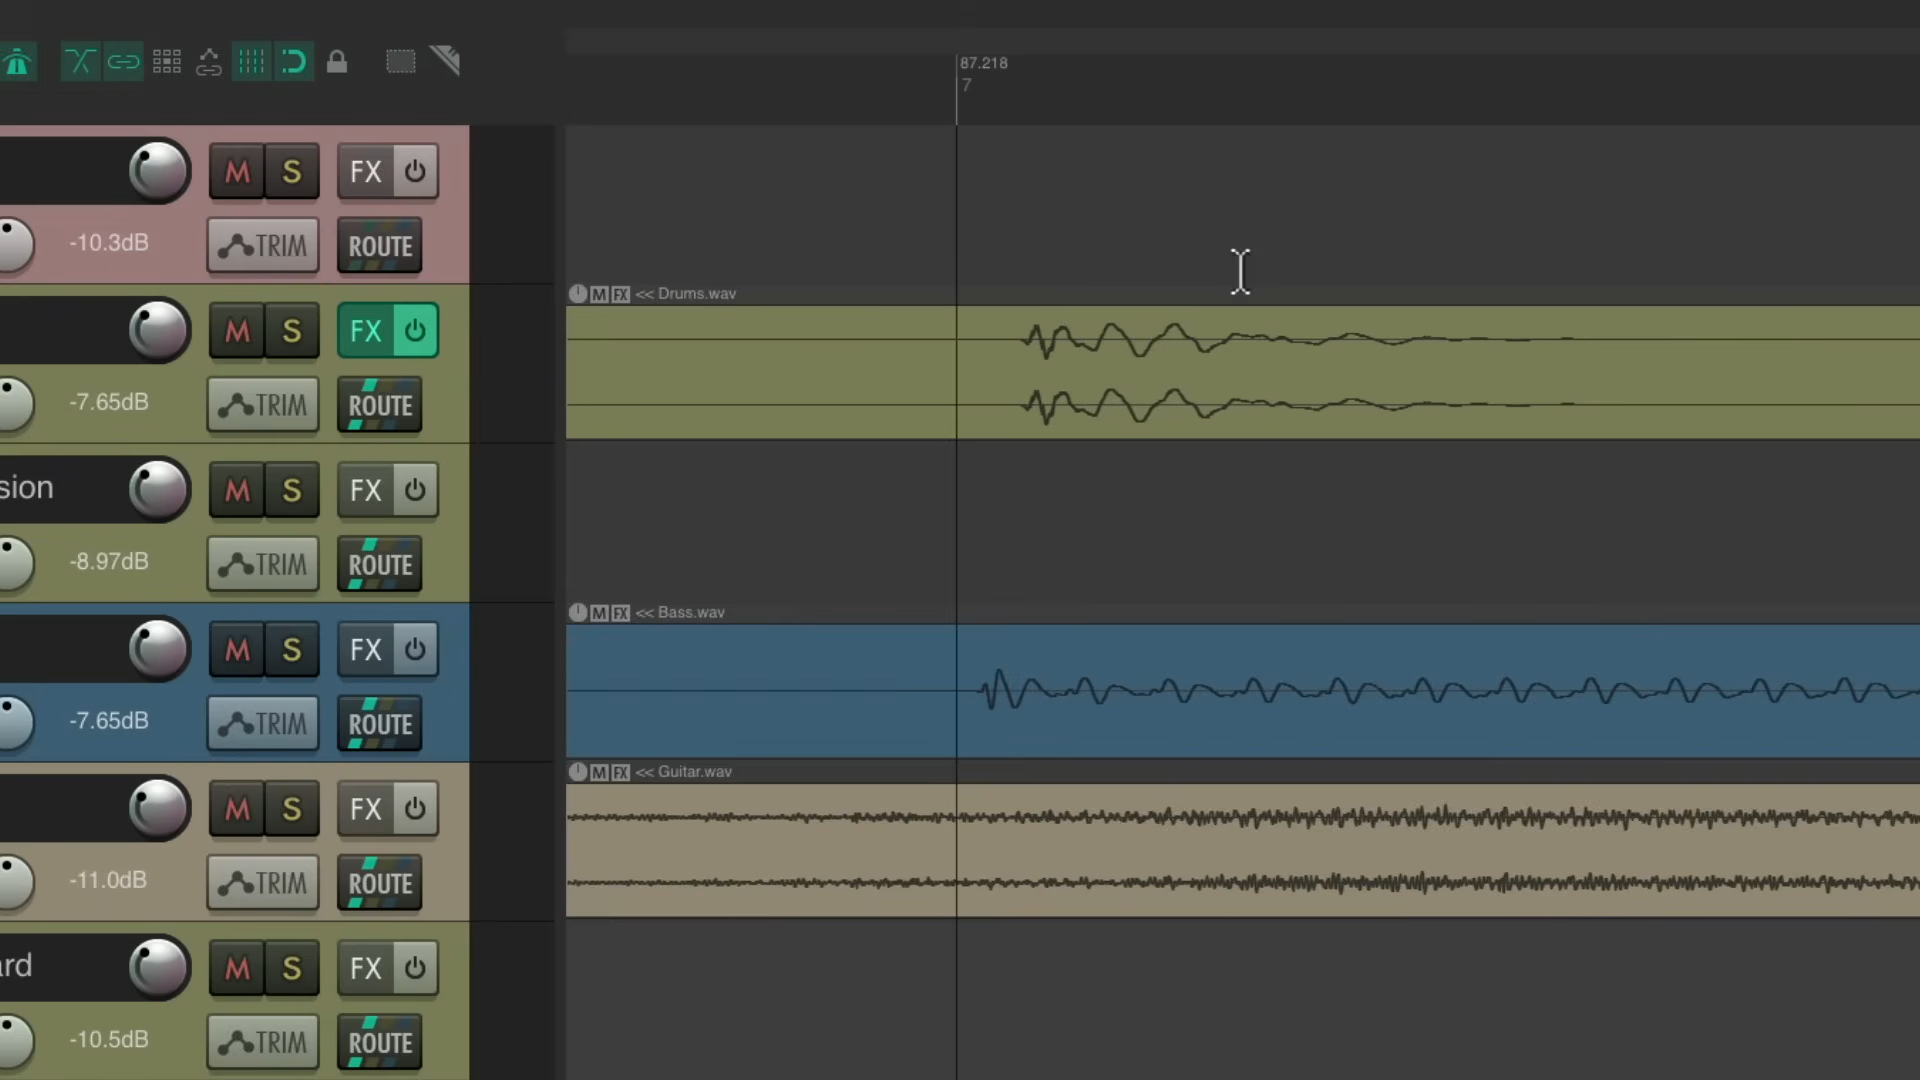 87.218
7
M S FX
-10.3dB TRIM ROUTE
M FX << Drums.wav
M S FX
-7.65dB TRIM ROUTE
sion M S FX
-8.97dB TRIM ROUTE
M FX << Bass.wav
M S FX
-7.65dB TRIM ROUTE
M FX << Guitar.wav
M S FX
-11.0dB TRIM ROUTE
ard M S FX
-10.5dB TRIM ROUTE